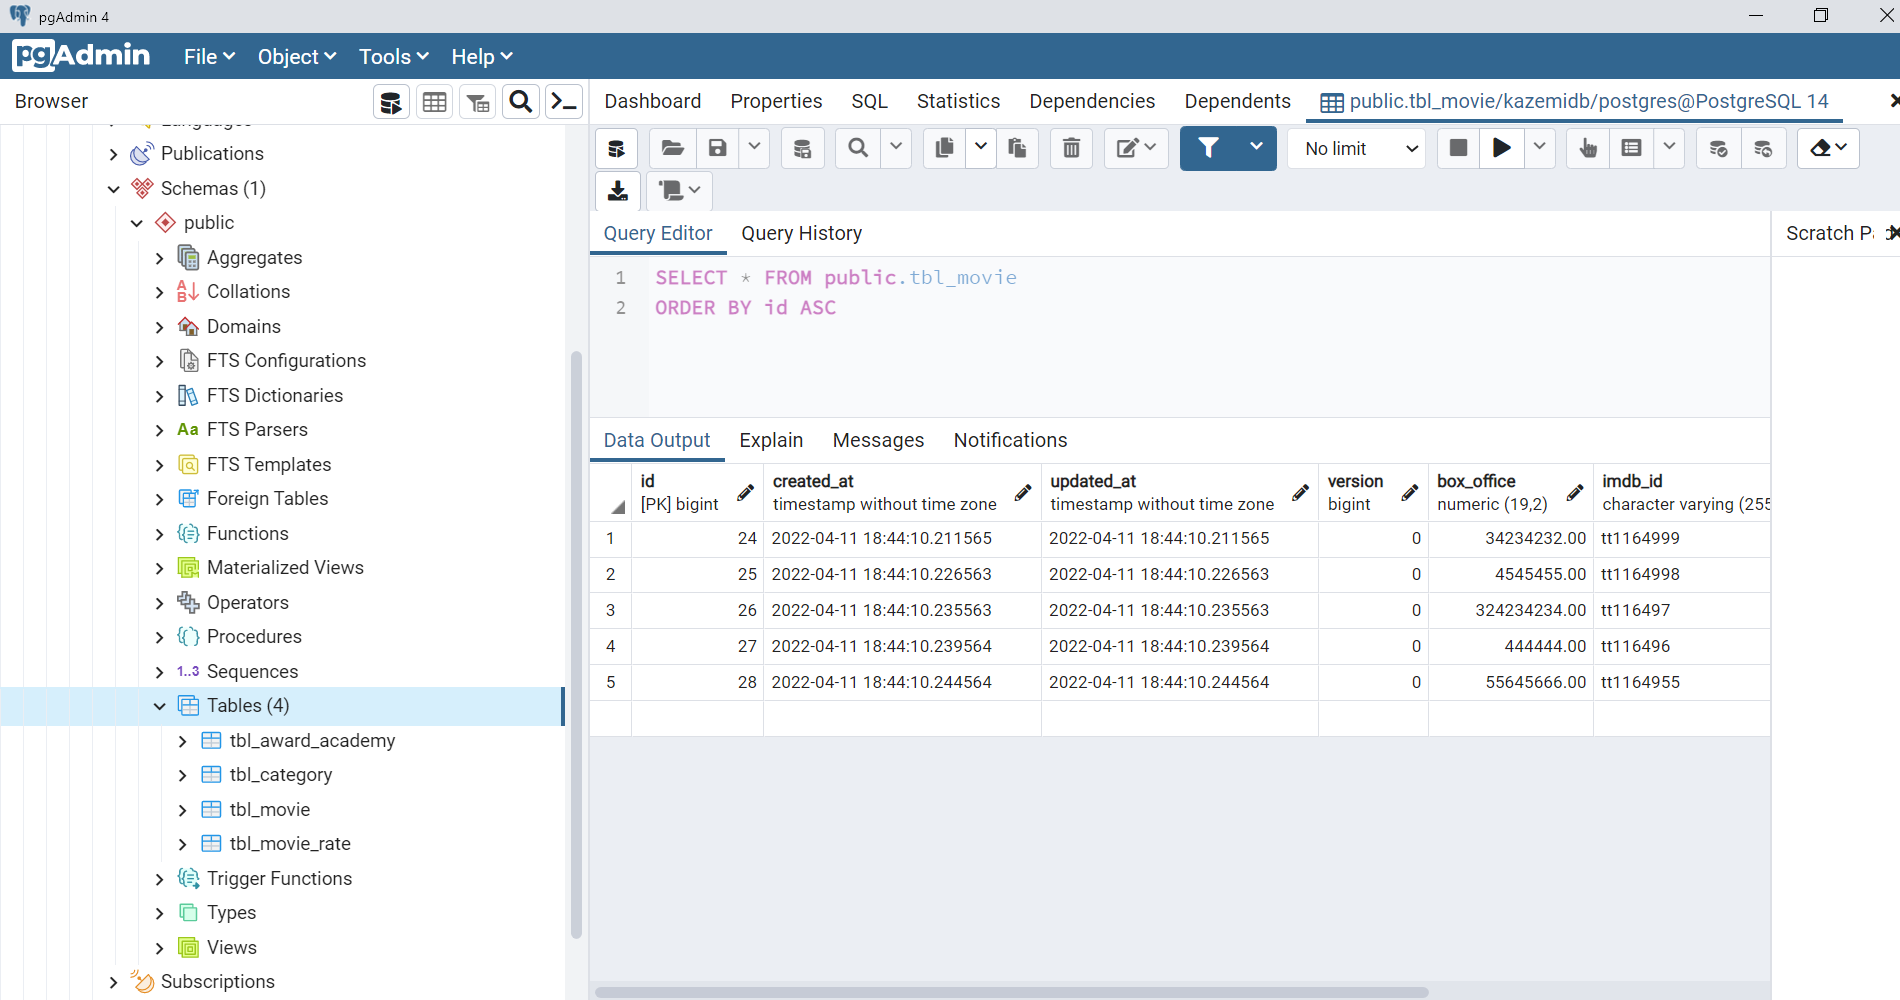 pgAdmin 4
pgAdmin File Object Tools Help
Browser
Languages
Publications
Schemas (1)
public
Aggregates
Collations
Domains
FTS Configurations
FTS Dictionaries
Aa FTS Parsers
FTS Templates
Foreign Tables
Functions
Materialized Views
Operators
Procedures
1..3 Sequences
Tables (4)
tbl_award_academy
tbl_category
tbl_movie
tbl_movie_rate
Trigger Functions
Types
Views
Subscriptions
Dashboard Properties SQL Statistics Dependencies Dependents public.tbl_movie/kazemidb/postgres@PostgreSQL 14
No limit
Query Editor Query History
Scratch Pad
1 SELECT * FROM public.tbl_movie
2 ORDER BY id ASC
Data Output Explain Messages Notifications
id created_at updated_at version box_office imdb_id
[PK] bigint timestamp without time zone timestamp without time zone bigint numeric (19,2) character varying (255
1 24 2022-04-11 18:44:10.211565 2022-04-11 18:44:10.211565 0 34234232.00 tt1164999
2 25 2022-04-11 18:44:10.226563 2022-04-11 18:44:10.226563 0 4545455.00 tt1164998
3 26 2022-04-11 18:44:10.235563 2022-04-11 18:44:10.235563 0 324234234.00 tt116497
4 27 2022-04-11 18:44:10.239564 2022-04-11 18:44:10.239564 0 444444.00 tt116496
5 28 2022-04-11 18:44:10.244564 2022-04-11 18:44:10.244564 0 55645666.00 tt1164955